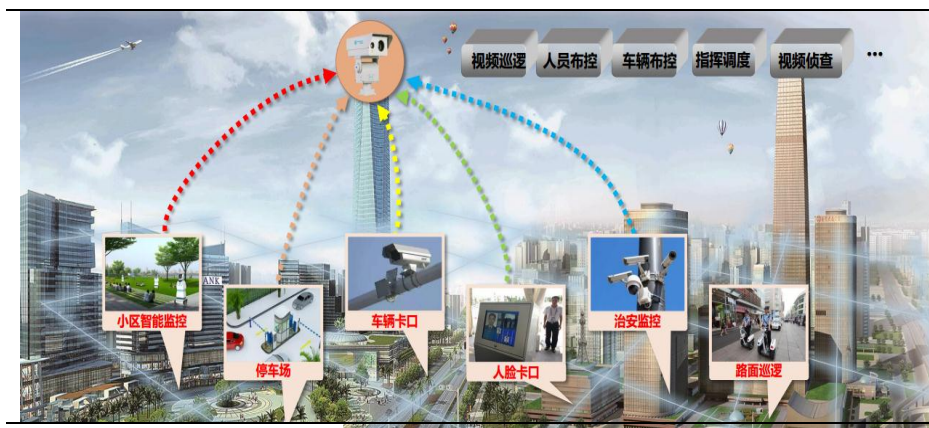 视频巡逻
人员布控
车辆布控
指挥调度
视频侦查
...
ANK
小区智能监控
停车场
车辆卡口
人脸卡口
治安监控
路面巡逻